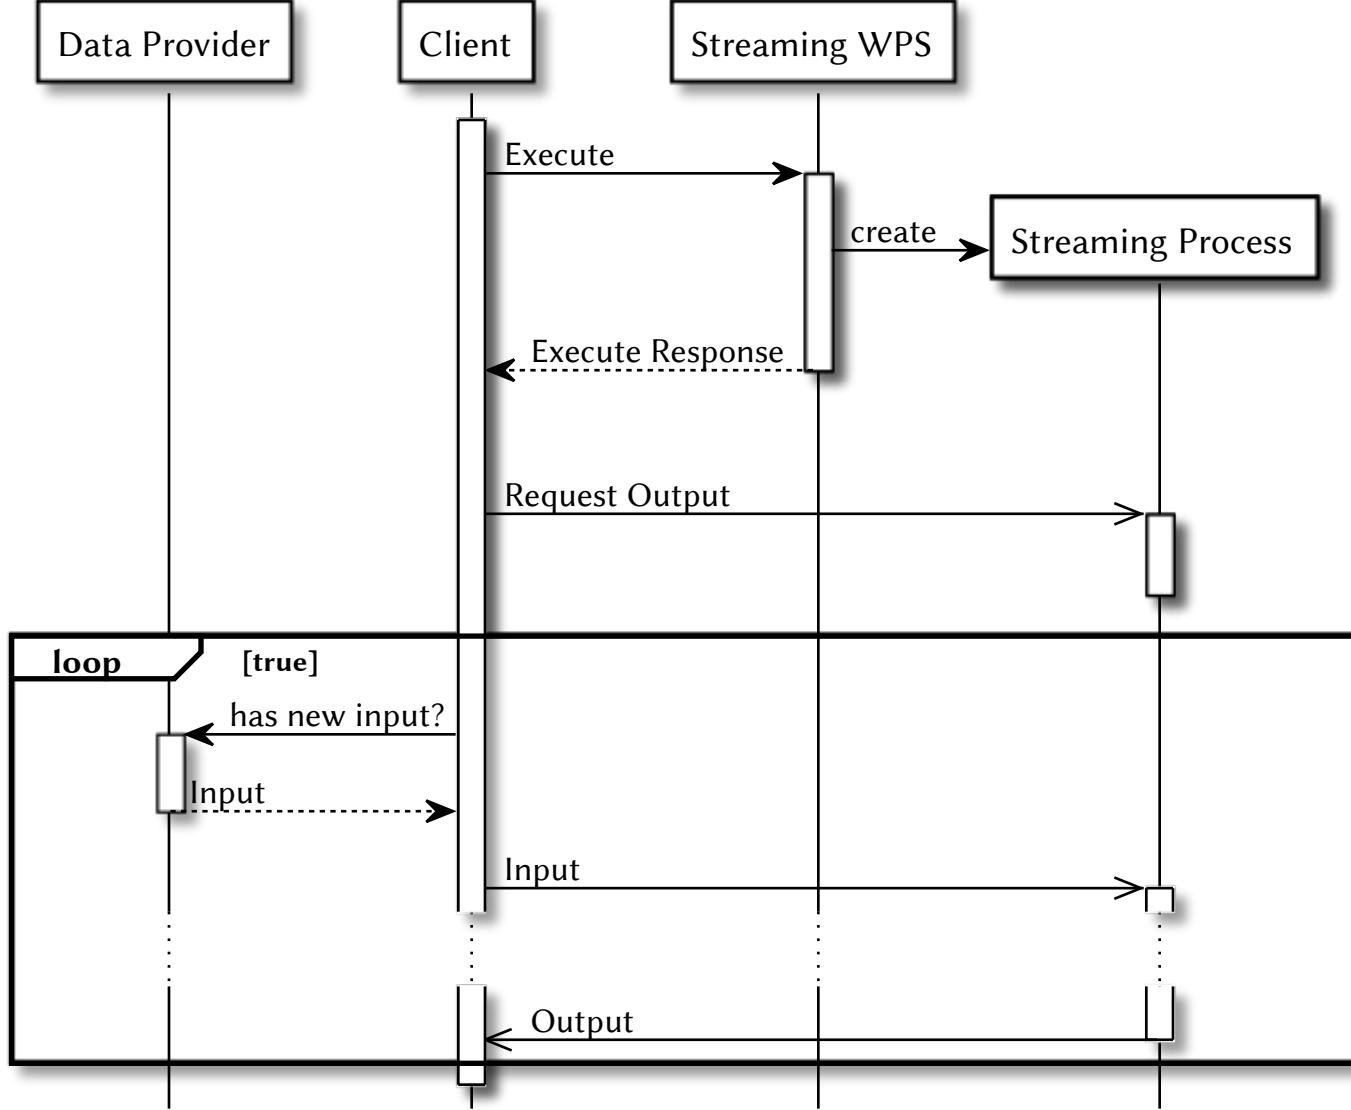 Data Provider
Client
Streaming WPS
Execute
create
Streaming Process
Execute Response
Request Output
loop
[true]
has new input?
Input
Input
Output